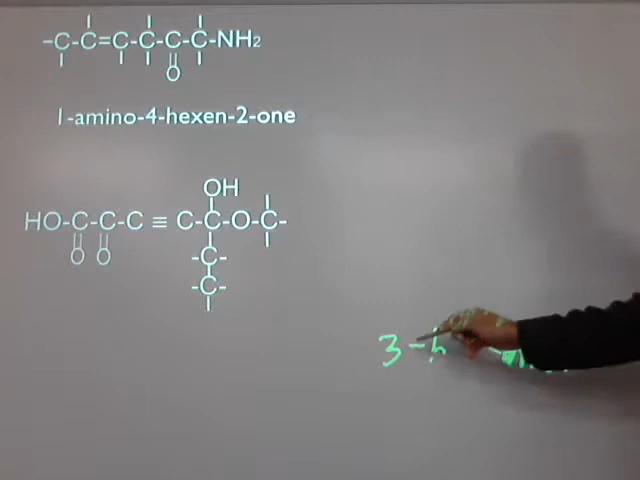 -C-C=C-C-C-C-NH₂
O
1-amino-4-hexen-2-one
OH
HO-C-C-C≡C-C-O-C-
O O
-C-
-C-
3-h